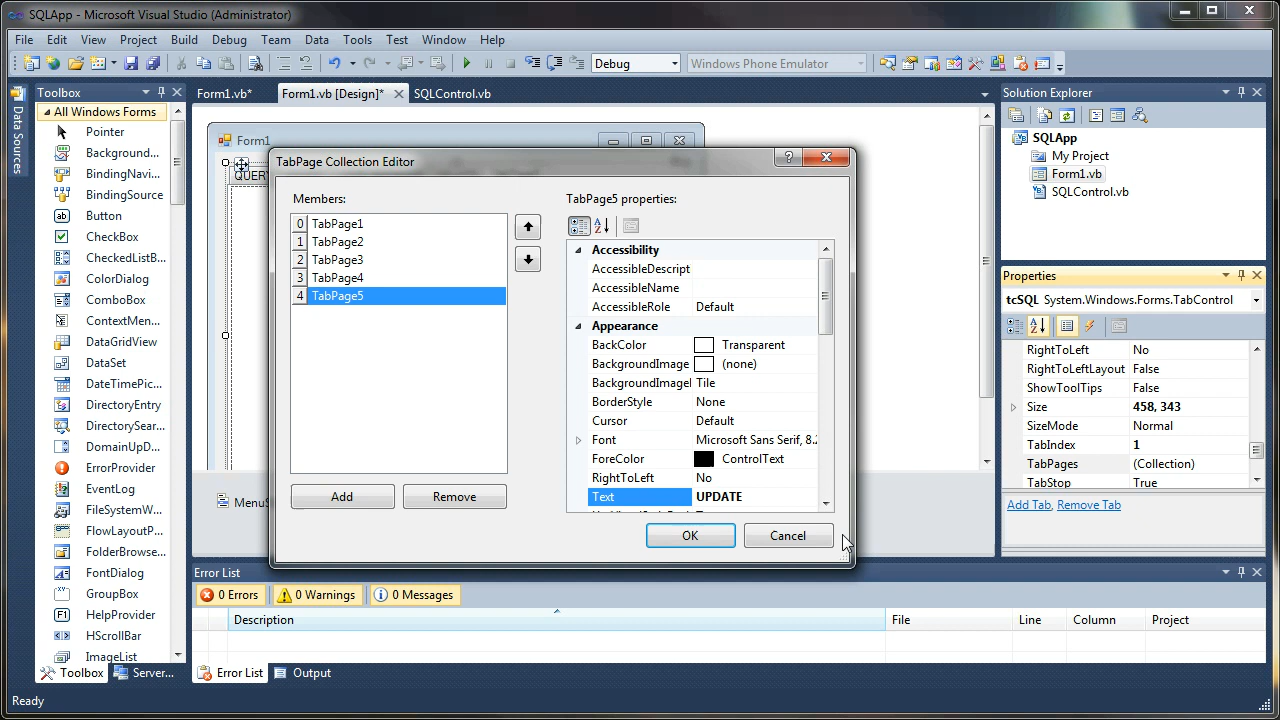 SQLApp - Microsoft Visual Studio (Administrator)
File Edit View Project Build Debug Team Data Tools Test Window Help
Debug Windows Phone Emulator
Data Sources
Toolbox
All Windows Forms
Pointer
Background...
BindingNavi...
BindingSource
Button
CheckBox
CheckedListB...
ColorDialog
ComboBox
ContextMen...
DataGridView
DataSet
DateTimePic...
DirectoryEntry
DirectorySear...
DomainUpD...
ErrorProvider
EventLog
FileSystemW...
FlowLayoutP...
FolderBrowse...
FontDialog
GroupBox
HelpProvider
HScrollBar
ImageList
Toolbox Server...
Form1.vb* Form1.vb [Design]* SQLControl.vb
Form1
TabPage Collection Editor
Members:
0 TabPage1
1 TabPage2
2 TabPage3
3 TabPage4
4 TabPage5
Add Remove
TabPage5 properties:
Accessibility
AccessibleDescript
AccessibleName
AccessibleRole Default
Appearance
BackColor Transparent
BackgroundImage (none)
BackgroundImagel Tile
BorderStyle None
Cursor Default
Font Microsoft Sans Serif, 8.2
ForeColor ControlText
RightToLeft No
Text UPDATE
OK Cancel
Error List
0 Errors 0 Warnings 0 Messages
Description File Line Column Project
Error List Output
Solution Explorer
SQLApp
My Project
Form1.vb
SQLControl.vb
Properties
tcSQL System.Windows.Forms.TabControl
RightToLeft No
RightToLeftLayout False
ShowToolTips False
Size 458, 343
SizeMode Normal
TabIndex 1
TabPages (Collection)
TabStop True
Add Tab, Remove Tab
Ready